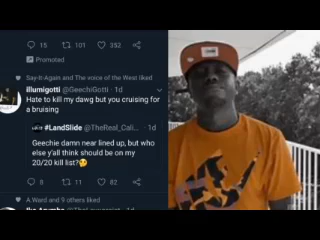 15 101 352
Promoted
Say-It-Again and The voice of the West liked
illumigotti @GeechiGotti · 1d
Hate to kill my dawg but you cruising for
a bruising
#LandSlide @TheReal_Cali... · 1d
Geechie damn near lined up, but who
else y'all think should be on my
20/20 kill list?🤔
8 11 82
A.Ward and 9 others liked